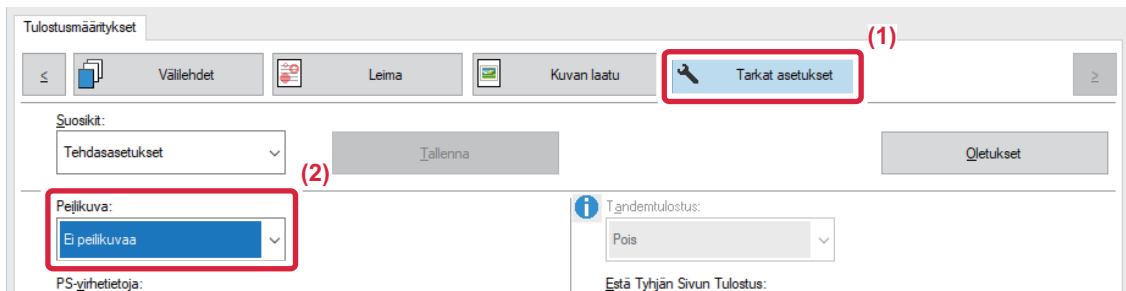 Tulostusmääritykset
(1)
< Välilehdet Leima Kuvan laatu Tarkat asetukset >
Suosikit:
Tehdasasetukset Tallenna Oletukset
(2)
Peilikuva: Tandemtulostus:
Ei peilikuvaa Pois
PS-virhetietoja: Estä Tyhjän Sivun Tulostus: